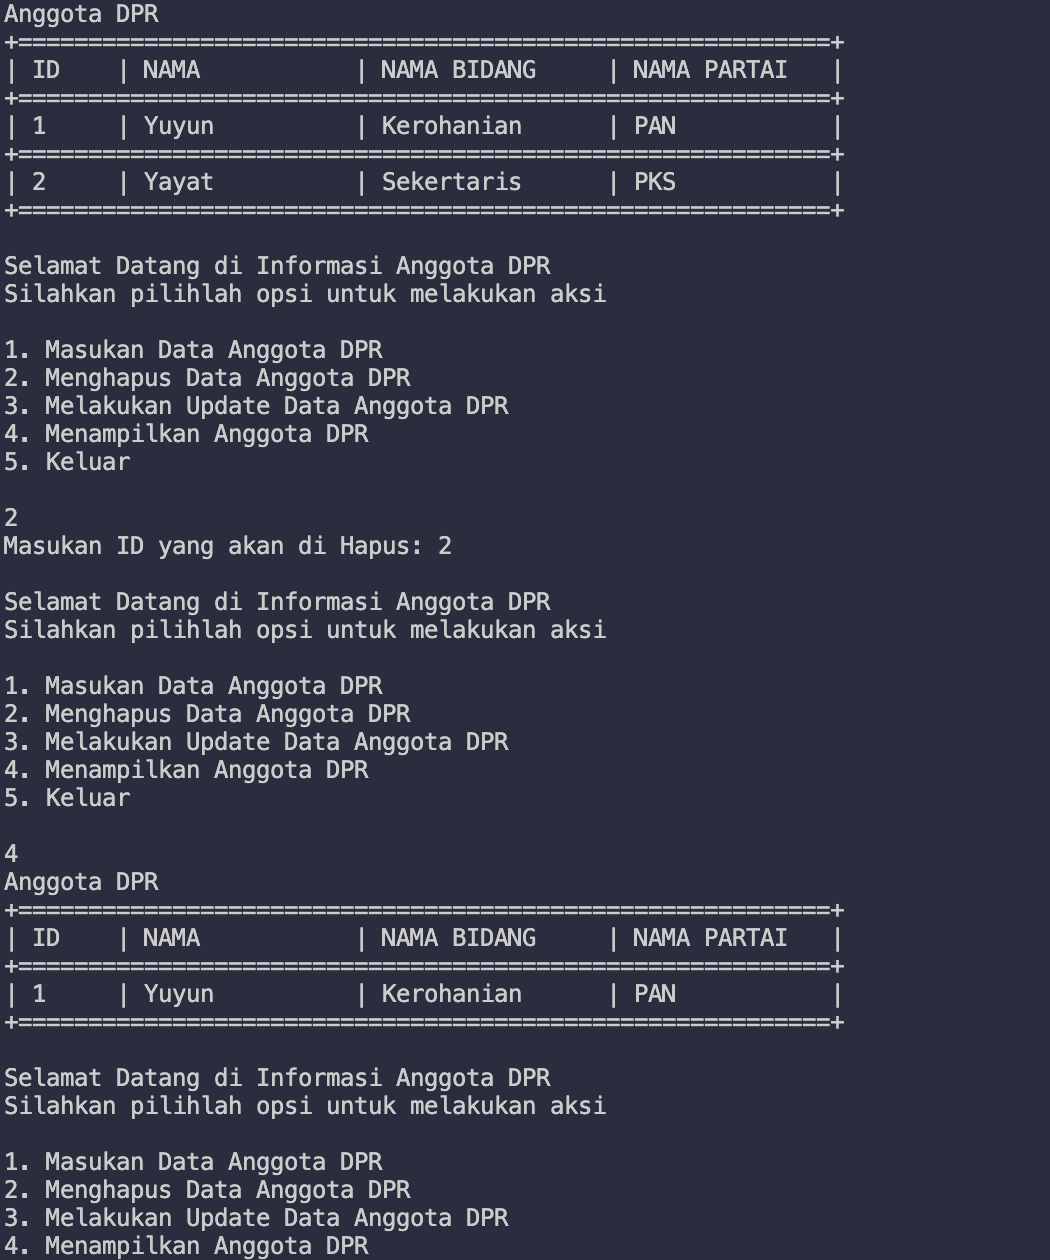 Anggota DPR
+==========================================================+
| ID    | NAMA           | NAMA BIDANG     | NAMA PARTAI   |
+==========================================================+
| 1     | Yuyun          | Kerohanian      | PAN           |
+==========================================================+
| 2     | Yayat          | Sekertaris      | PKS           |
+==========================================================+
Selamat Datang di Informasi Anggota DPR
Silahkan pilihlah opsi untuk melakukan aksi
1. Masukan Data Anggota DPR
2. Menghapus Data Anggota DPR
3. Melakukan Update Data Anggota DPR
4. Menampilkan Anggota DPR
5. Keluar
2
Masukan ID yang akan di Hapus: 2
Selamat Datang di Informasi Anggota DPR
Silahkan pilihlah opsi untuk melakukan aksi
1. Masukan Data Anggota DPR
2. Menghapus Data Anggota DPR
3. Melakukan Update Data Anggota DPR
4. Menampilkan Anggota DPR
5. Keluar
4
Anggota DPR
+==========================================================+
| ID    | NAMA           | NAMA BIDANG     | NAMA PARTAI   |
+==========================================================+
| 1     | Yuyun          | Kerohanian      | PAN           |
+==========================================================+
Selamat Datang di Informasi Anggota DPR
Silahkan pilihlah opsi untuk melakukan aksi
1. Masukan Data Anggota DPR
2. Menghapus Data Anggota DPR
3. Melakukan Update Data Anggota DPR
4. Menampilkan Anggota DPR